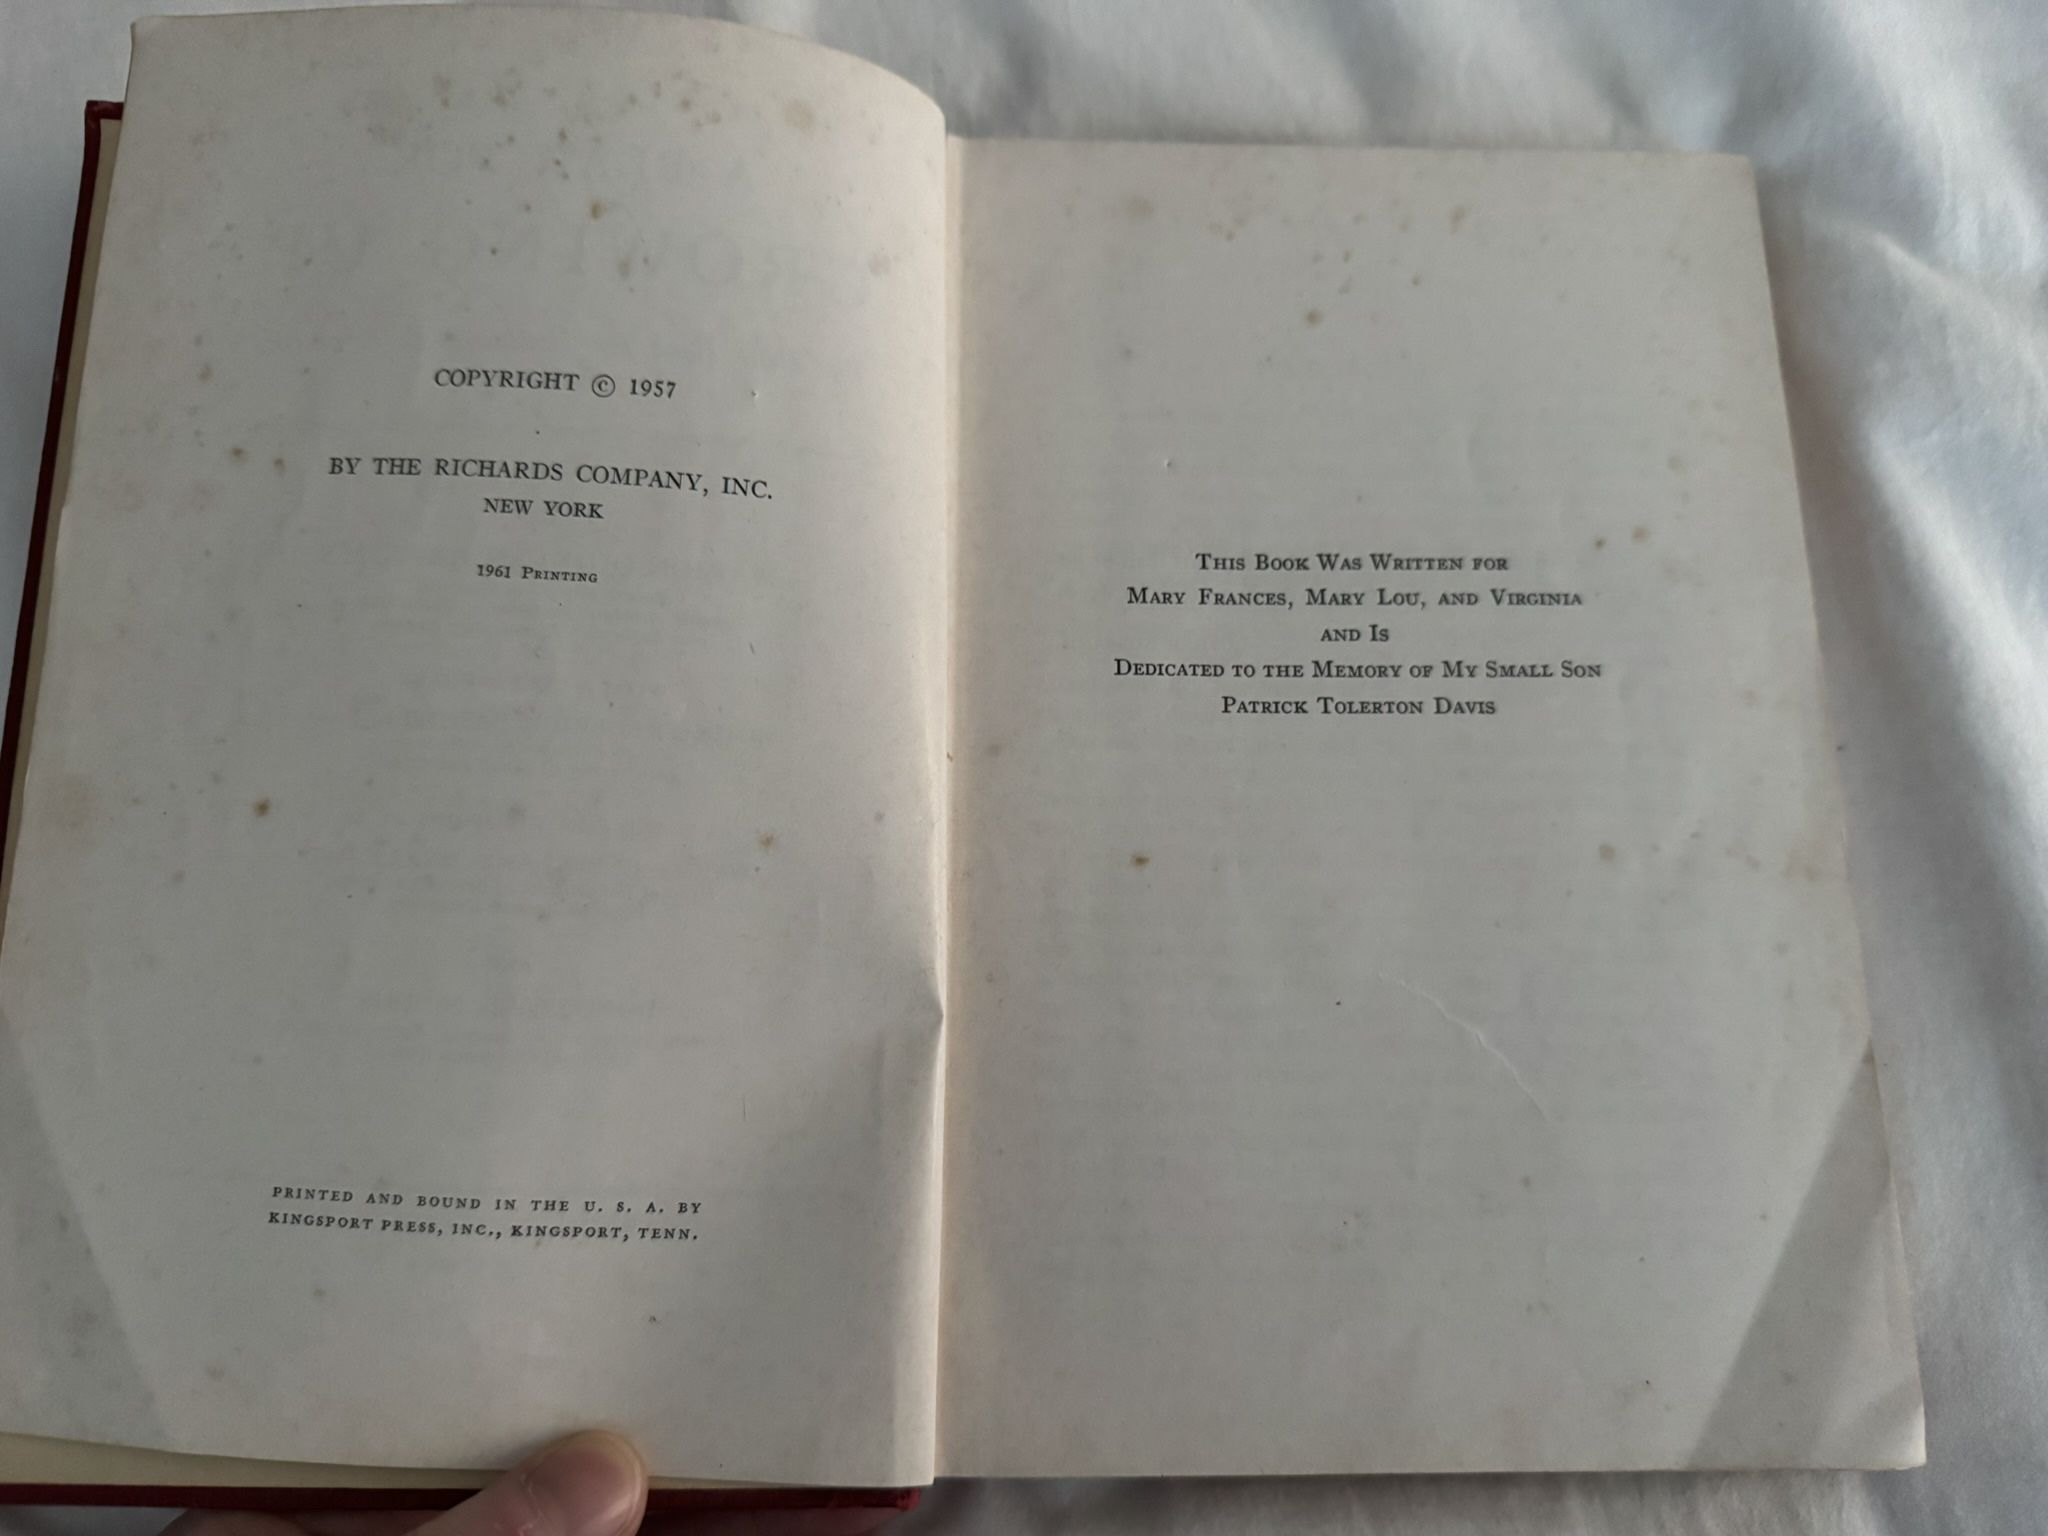 COPYRIGHT © 1957
BY THE RICHARDS COMPANY, INC.
NEW YORK
1961 PRINTING
PRINTED AND BOUND IN THE U. S. A. BY
KINGSPORT PRESS, INC., KINGSPORT, TENN.
THIS BOOK WAS WRITTEN FOR
MARY FRANCES, MARY LOU, AND VIRGINIA
AND IS
DEDICATED TO THE MEMORY OF MY SMALL SON
PATRICK TOLERTON DAVIS